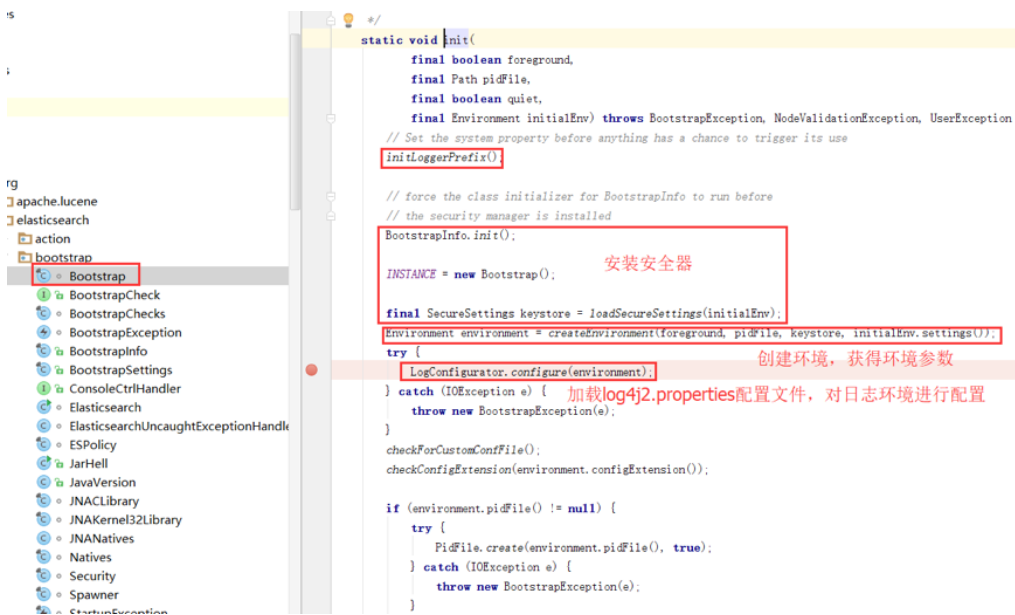 es
s
rg
apache.lucene
elasticsearch
action
bootstrap
Bootstrap
BootstrapCheck
BootstrapChecks
BootstrapException
BootstrapInfo
BootstrapSettings
ConsoleCtrlHandler
Elasticsearch
ElasticsearchUncaughtExceptionHandle
ESPolicy
JarHell
JavaVersion
JNACLibrary
JNAKernel32Library
JNANatives
Natives
Security
Spawner
StartupException
*/
static void init(
final boolean foreground,
final Path pidFile,
final boolean quiet,
final Environment initialEnv) throws BootstrapException, NodeValidationException, UserException
// Set the system property before anything has a chance to trigger its use
initLoggerPrefix();
// force the class initializer for BootstrapInfo to run before
// the security manager is installed
BootstrapInfo.init();
安装安全器
INSTANCE = new Bootstrap();
final SecureSettings keystore = loadSecureSettings(initialEnv);
Environment environment = createEnvironment(foreground, pidFile, keystore, initialEnv.settings());
try {
创建环境，获得环境参数
LogConfigurator.configure(environment);
} catch (IOException e) {
加载log4j2.properties配置文件，对日志环境进行配置
throw new BootstrapException(e);
}
checkForCustomConfFile();
checkConfigExtension(environment.configExtension());
if (environment.pidFile() != null) {
try {
PidFile.create(environment.pidFile(), true);
} catch (IOException e) {
throw new BootstrapException(e);
}